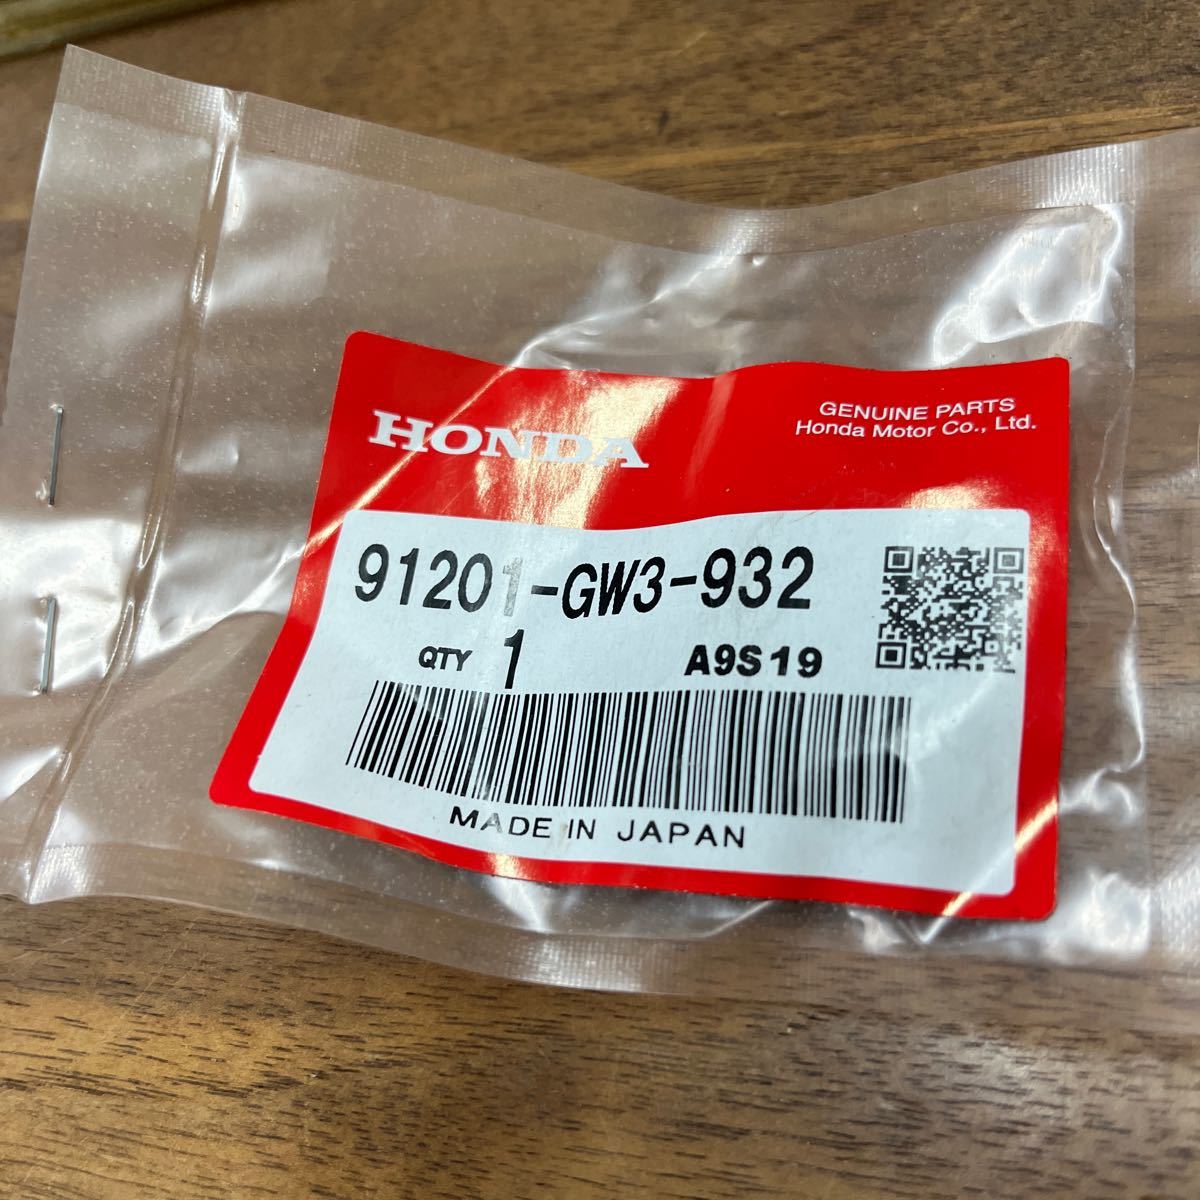 HONDA
GENUINE PARTS
Honda Motor Co., Ltd.
91201-GW3-932
QTY 1 A9S19
MADE IN JAPAN